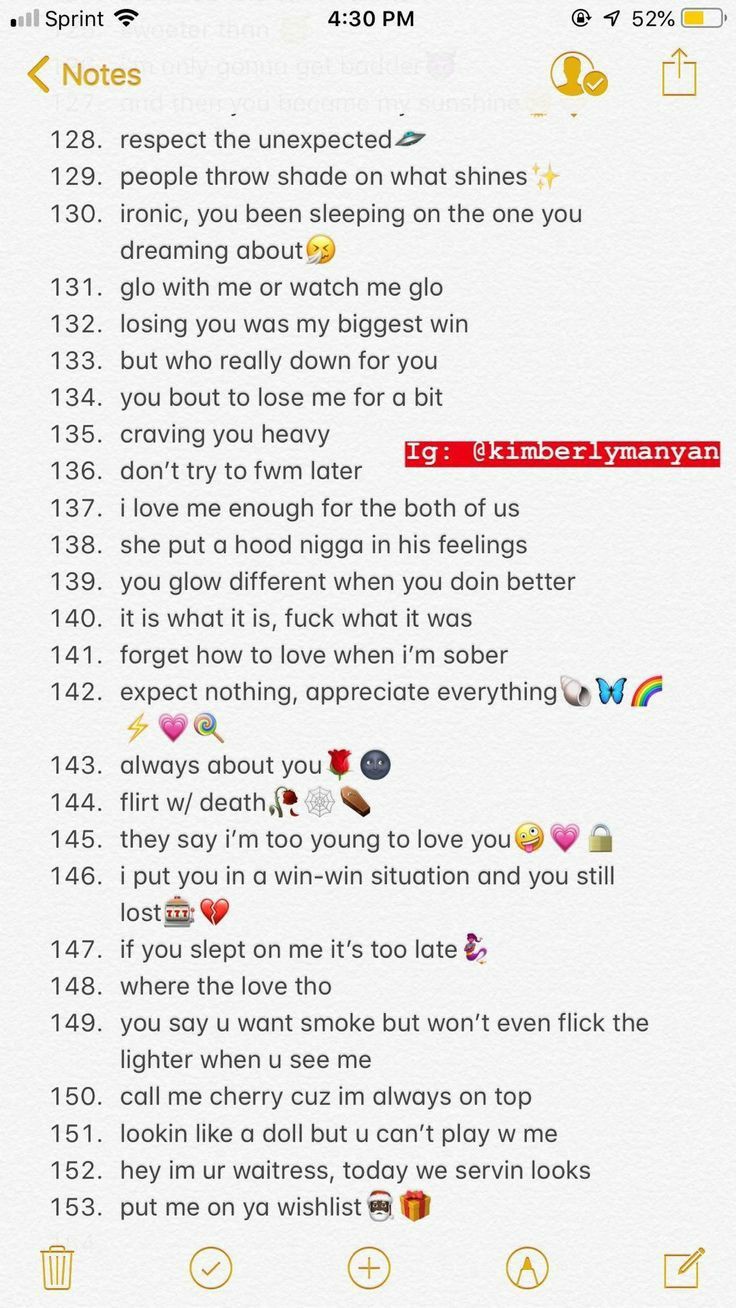 Sprint 4:30 PM 52%
Notes
127. and then you became my sunshine
128. respect the unexpected🛸
129. people throw shade on what shines✨
130. ironic, you been sleeping on the one you
dreaming about🤧
131. glo with me or watch me glo
132. losing you was my biggest win
133. but who really down for you
134. you bout to lose me for a bit
135. craving you heavy
Ig: @kimberlymanyan
136. don't try to fwm later
137. i love me enough for the both of us
138. she put a hood nigga in his feelings
139. you glow different when you doin better
140. it is what it is, fuck what it was
141. forget how to love when i'm sober
142. expect nothing, appreciate everything🐚🦋🌈
⚡💗🍭
143. always about you🌹🌚
144. flirt w/ death🥀🕸⚰
145. they say i'm too young to love you🤪💗🔒
146. i put you in a win-win situation and you still
lost🎰💔
147. if you slept on me it's too late🧜‍♀️
148. where the love tho
149. you say u want smoke but won't even flick the
lighter when u see me
150. call me cherry cuz im always on top
151. lookin like a doll but u can't play w me
152. hey im ur waitress, today we servin looks
153. put me on ya wishlist🎅🏿🎁